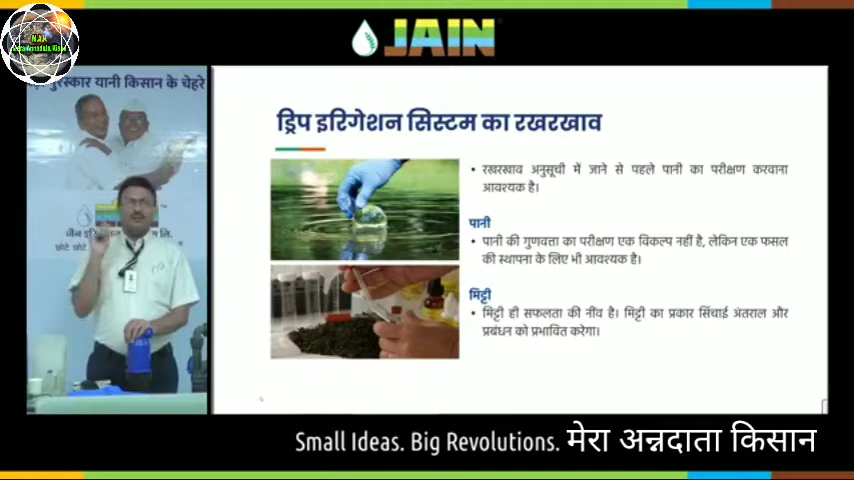 JAIN
पुरस्कार यानी किसान के चेहरे
ड्रिप इरिगेशन सिस्टम का रखरखाव
• रखरखाव अनुसूची में जाने से पहले पानी का परीक्षण करवाना
आवश्यक है।
पानी
• पानी की गुणवत्ता का परीक्षण एक विकल्प नहीं है, लेकिन एक फसल
की स्थापना के लिए भी आवश्यक है।
मिट्टी
• मिट्टी ही सफलता की नींव है। मिट्टी का प्रकार सिंचाई अंतराल और
प्रबंधन को प्रभावित करेगा।
छोटे छोटे
Small Ideas. Big Revolutions. मेरा अन्नदाता किसान